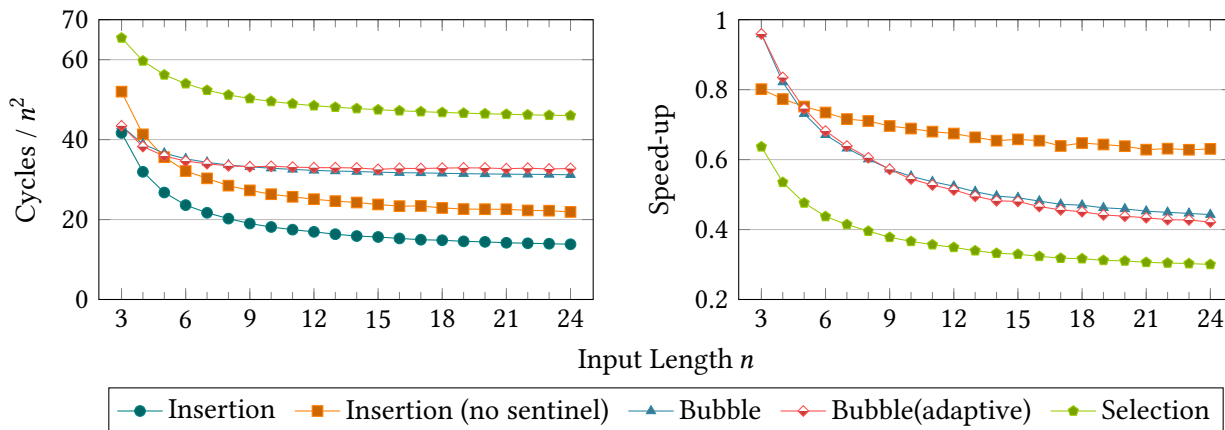 Cycles / n²
70
60
40
20
0
3 6 9 12 15 18 21 24
Speed-up
1
0.8
0.6
0.4
0.2
3 6 9 12 15 18 21 24
Input Length n
Insertion Insertion (no sentinel) Bubble Bubble(adaptive) Selection